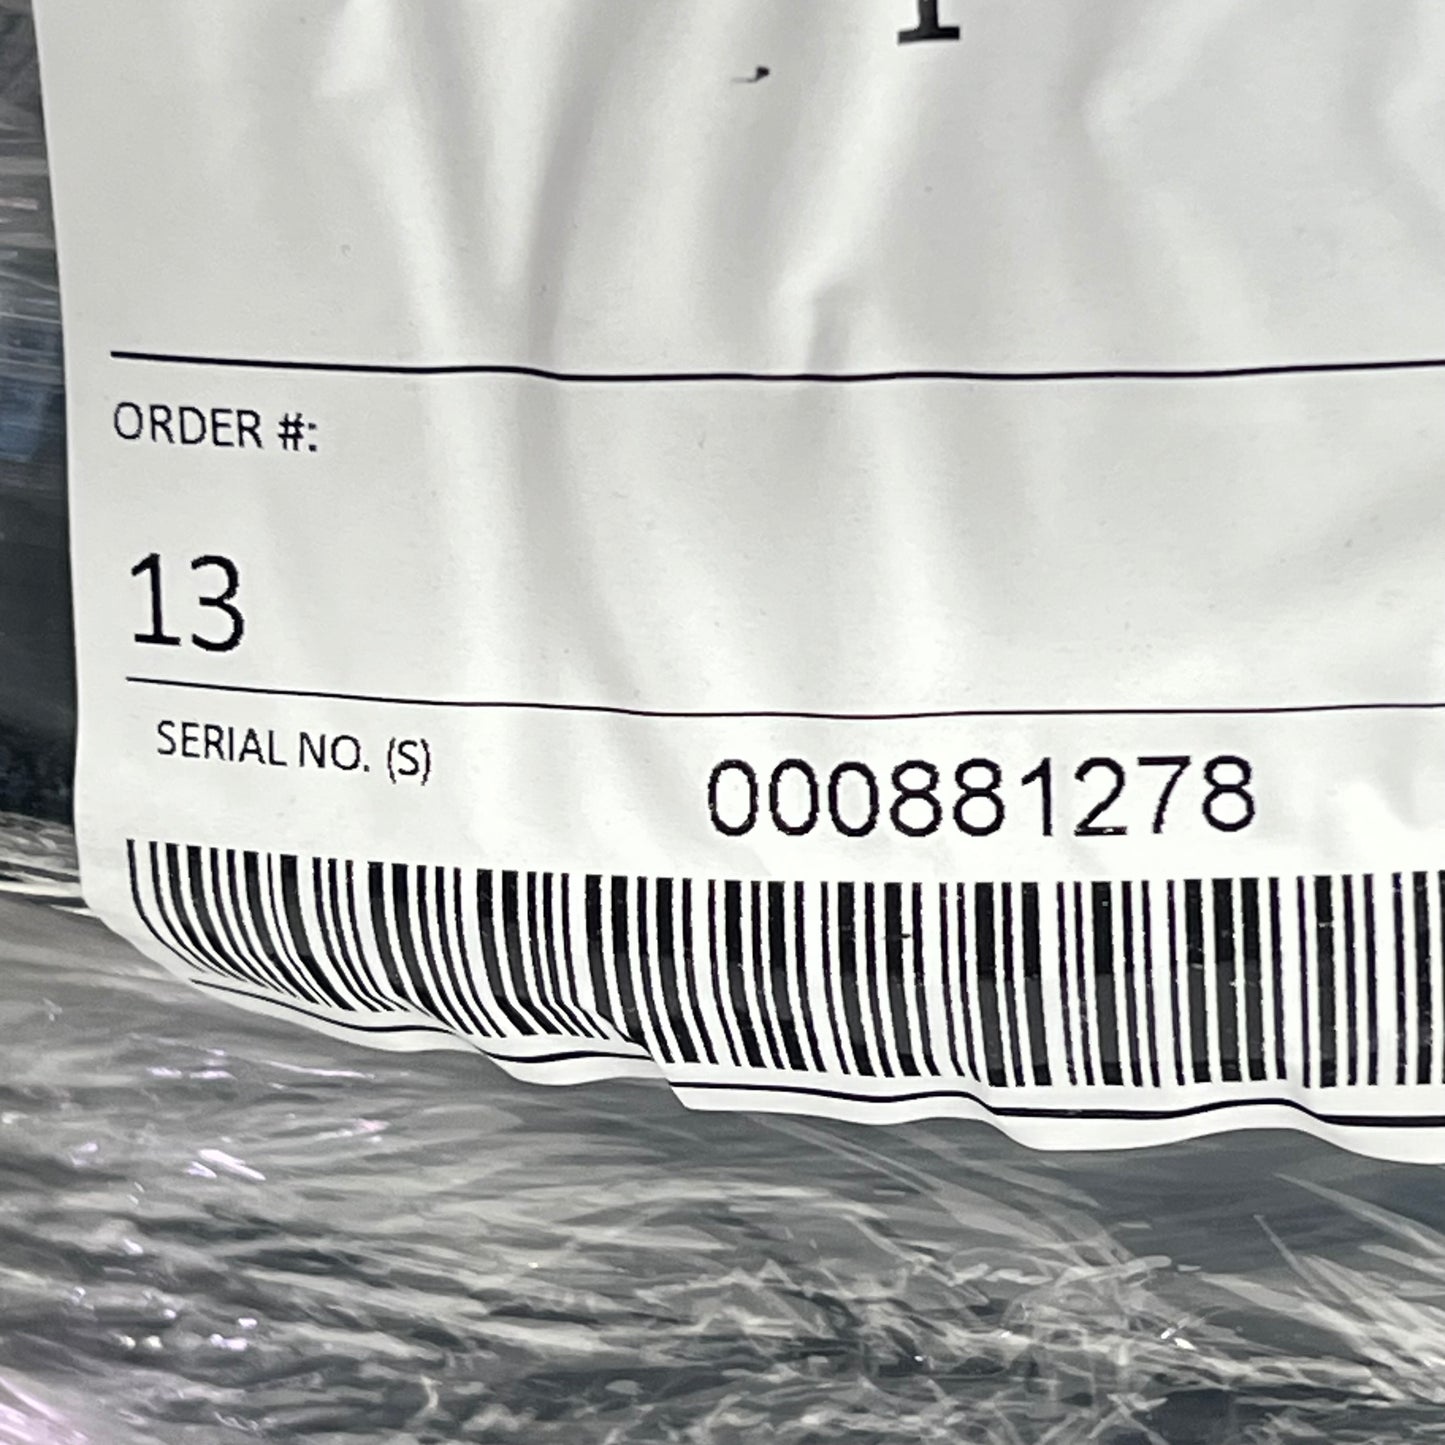 ORDER #:
13
SERIAL NO. (S) 000881278